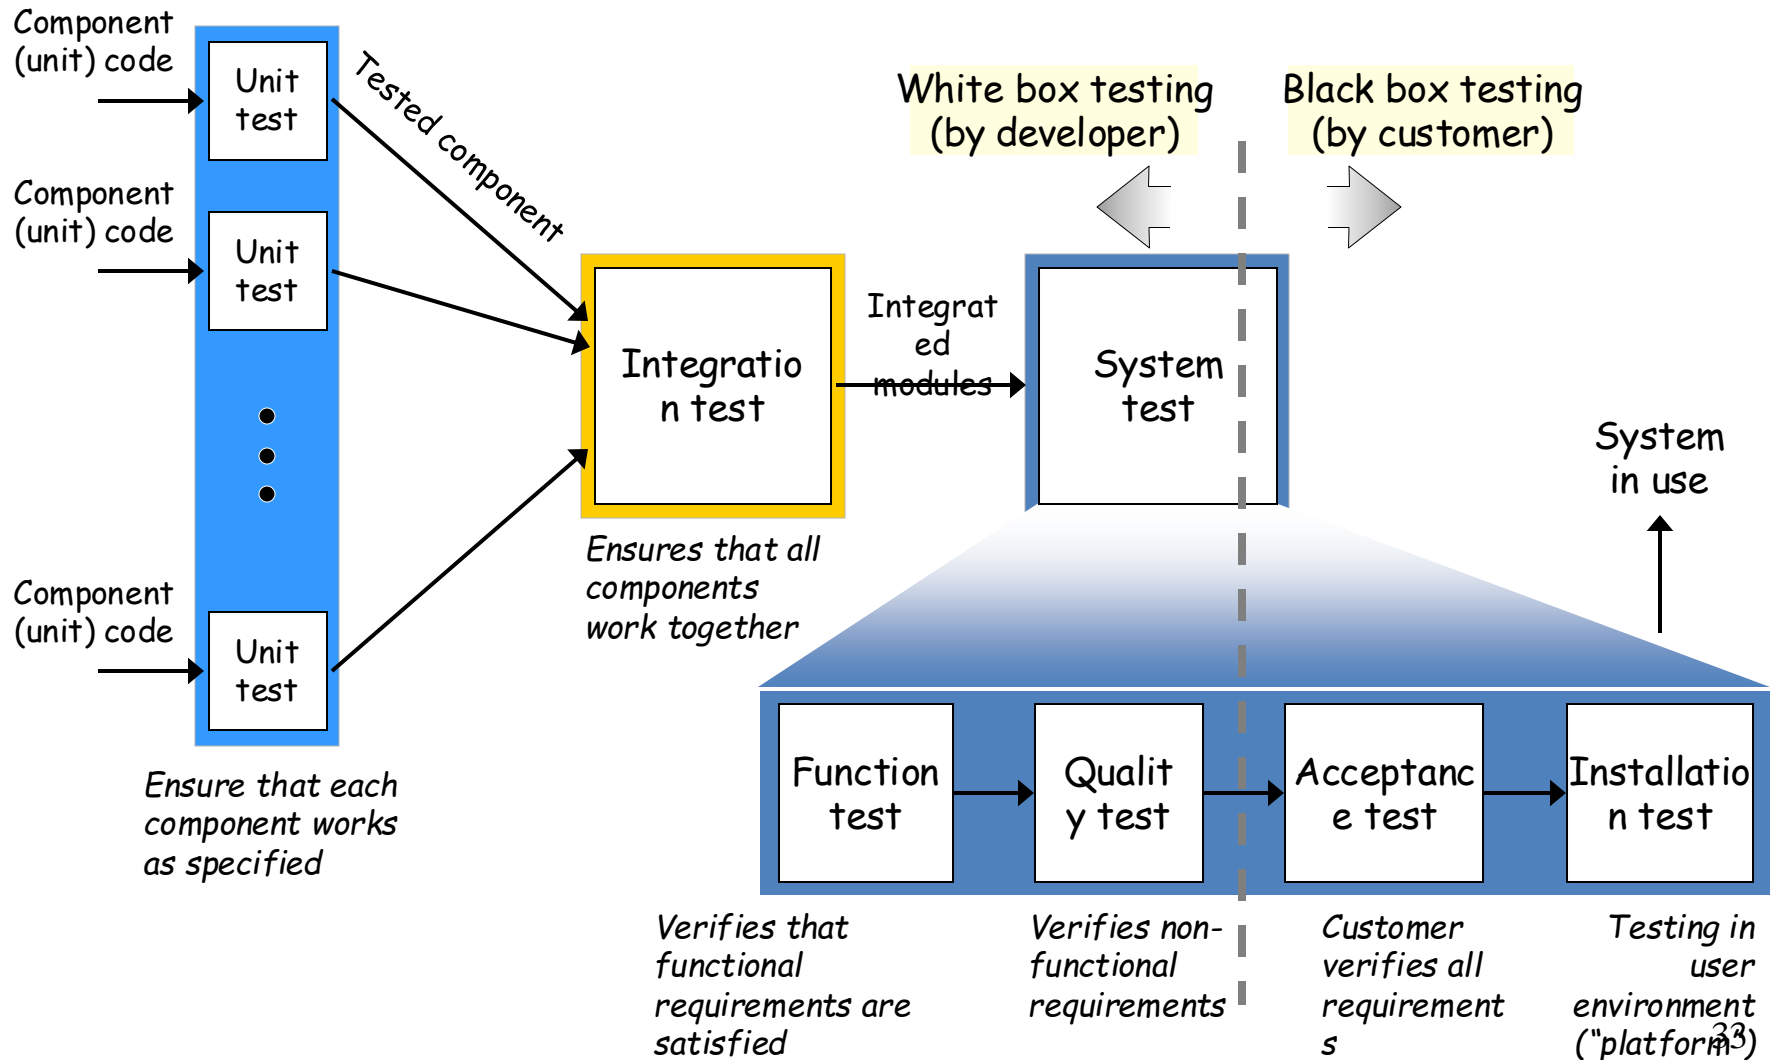 Component
(unit) code
Unit
test
Tested component
Component
(unit) code
Unit
test
Component
(unit) code
Unit
test
Ensure that each
component works
as specified
Integratio
n test
Ensures that all
components
work together
Integrat
ed
modules
White box testing
(by developer)
Black box testing
(by customer)
System
test
System
in use
Function
test
Qualit
y test
Acceptanc
e test
Installatio
n test
Verifies that
functional
requirements are
satisfied
Verifies non-
functional
requirements
Customer
verifies all
requirement
s
Testing in
user
environment
(“platform”)
33